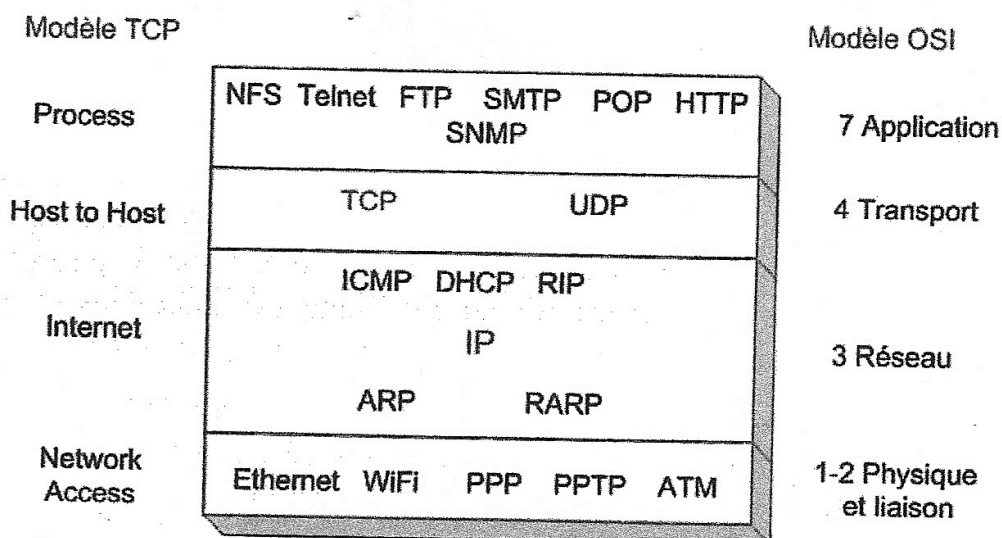 Modèle TCP
Modèle OSI
Process
NFS Telnet FTP SMTP POP HTTP
SNMP
7 Application
Host to Host
TCP UDP
4 Transport
Internet
ICMP DHCP RIP
IP
ARP RARP
3 Réseau
Network
Access
Ethernet WiFi PPP PPTP ATM
1-2 Physique
et liaison